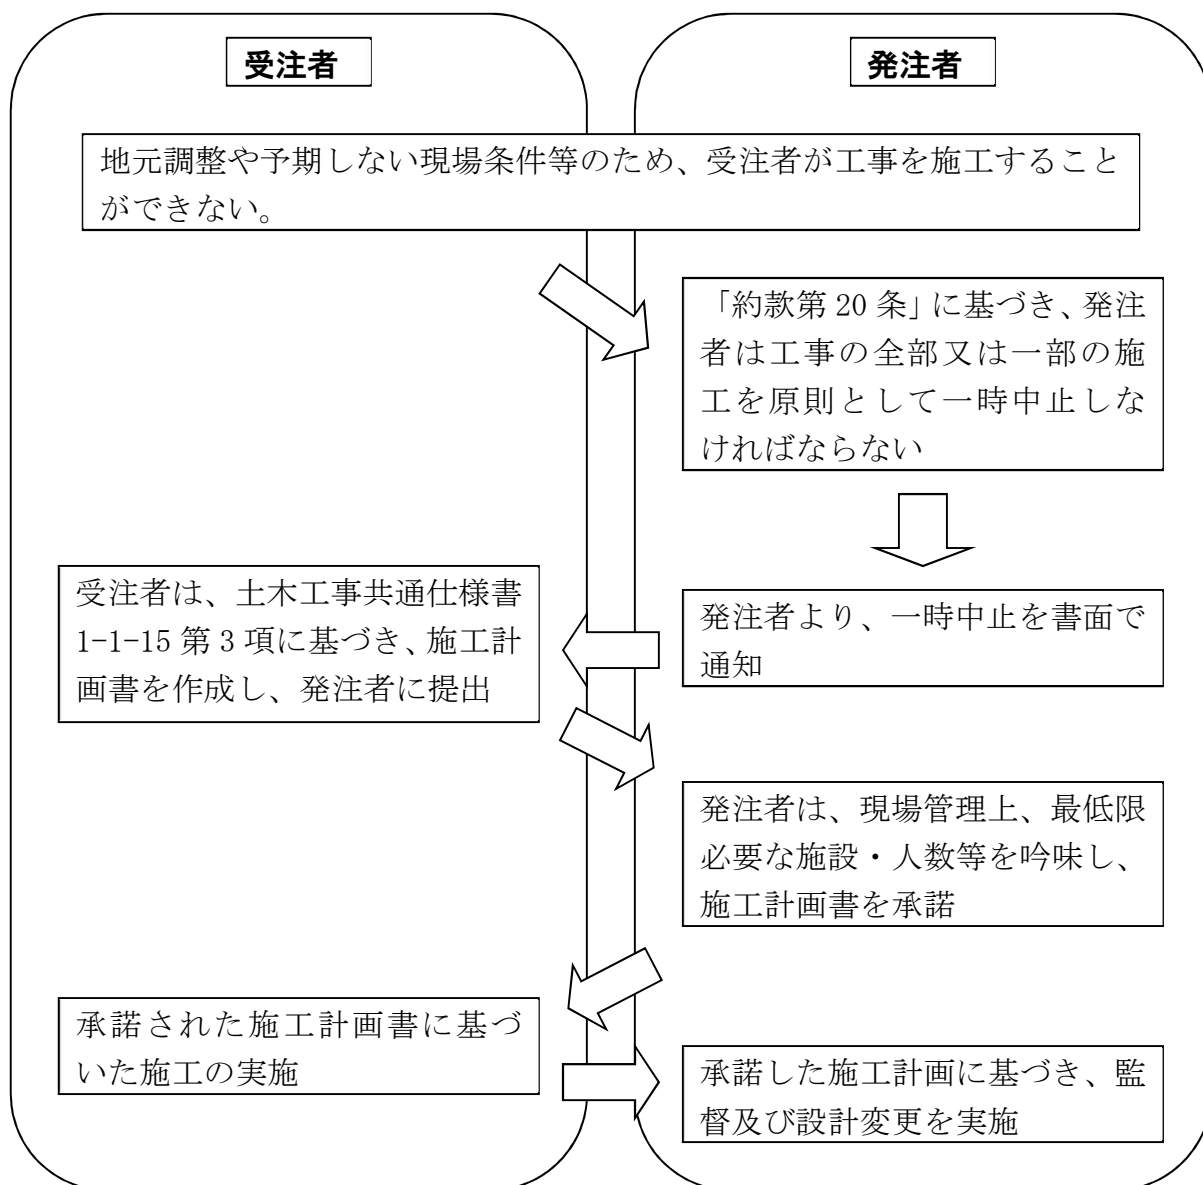 受注者
発注者
地元調整や予期しない現場条件等のため、受注者が工事を施工すること
ができない。
「約款第 20 条」に基づき、発注
者は工事の全部又は一部の施
工を原則として一時中止しな
ければならない
発注者より、一時中止を書面で
通知
受注者は、土木工事共通仕様書
1-1-15 第 3 項に基づき、施工計
画書を作成し、発注者に提出
発注者は、現場管理上、最低限
必要な施設・人数等を吟味し、
施工計画書を承諾
承諾された施工計画書に基づ
いた施工の実施
承諾した施工計画に基づき、監
督及び設計変更を実施